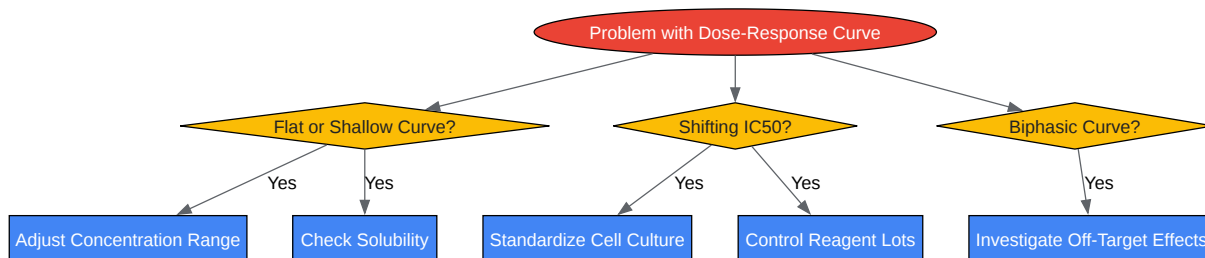 Problem with Dose-Response Curve
Flat or Shallow Curve?
Shifting IC50?
Biphasic Curve?
Yes
Yes
Yes
Yes
Yes
Adjust Concentration Range
Check Solubility
Standardize Cell Culture
Control Reagent Lots
Investigate Off-Target Effects